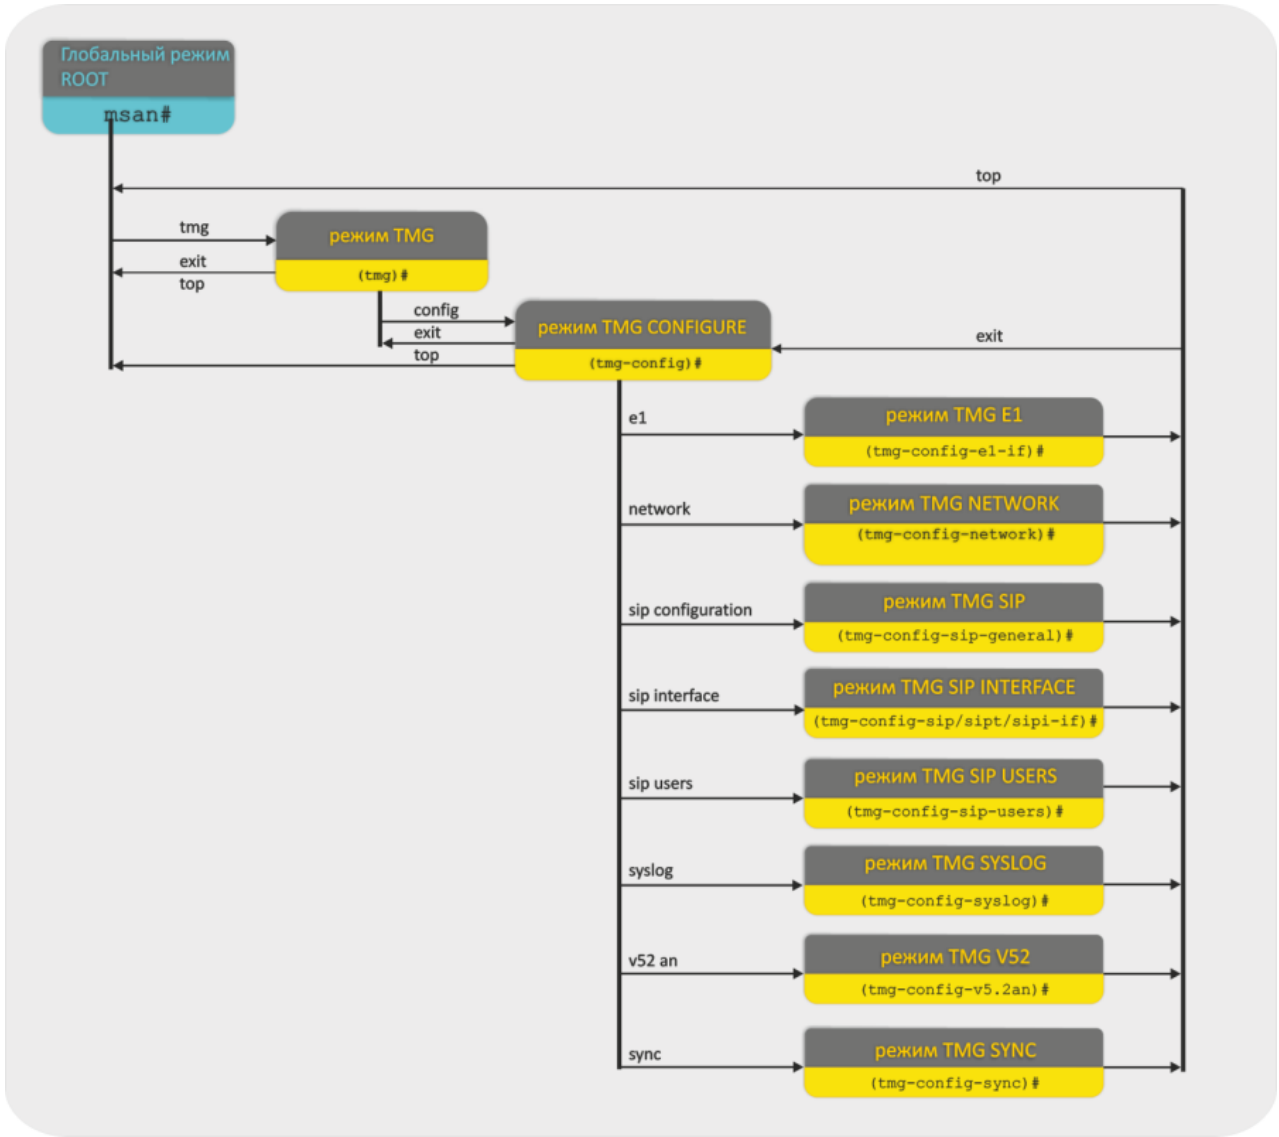 Глобальный режим
ROOT
msan#
top
tmg
режим TMG
exit
(tmg)#
top
config
режим TMG CONFIGURE
exit
exit
top
(tmg-config)#
e1
режим TMG E1
(tmg-config-e1-if)#
network
режим TMG NETWORK
(tmg-config-network)#
sip configuration
режим TMG SIP
(tmg-config-sip-general)#
sip interface
режим TMG SIP INTERFACE
(tmg-config-sip/sipt/sipi-if)#
sip users
режим TMG SIP USERS
(tmg-config-sip-users)#
syslog
режим TMG SYSLOG
(tmg-config-syslog)#
v52 an
режим TMG V52
(tmg-config-v5.2an)#
sync
режим TMG SYNC
(tmg-config-sync)#